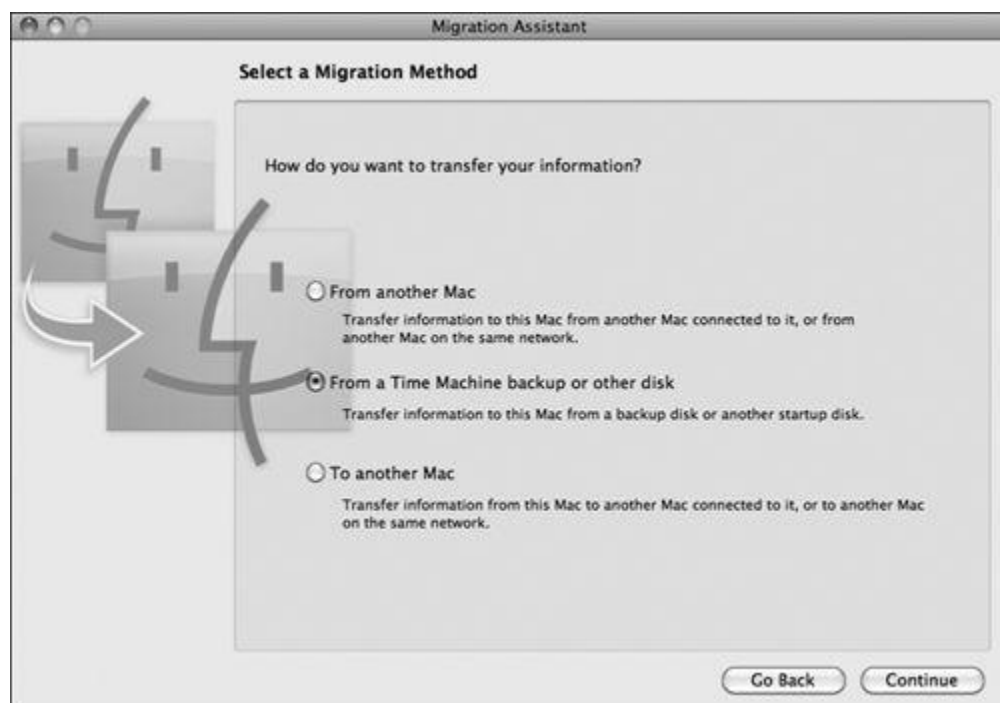 Migration Assistant
Select a Migration Method
How do you want to transfer your information?
From another Mac
Transfer information to this Mac from another Mac connected to it, or from
another Mac on the same network.
From a Time Machine backup or other disk
Transfer information to this Mac from a backup disk or another startup disk.
To another Mac
Transfer information from this Mac to another Mac connected to it, or to another Mac
on the same network.
Go Back
Continue